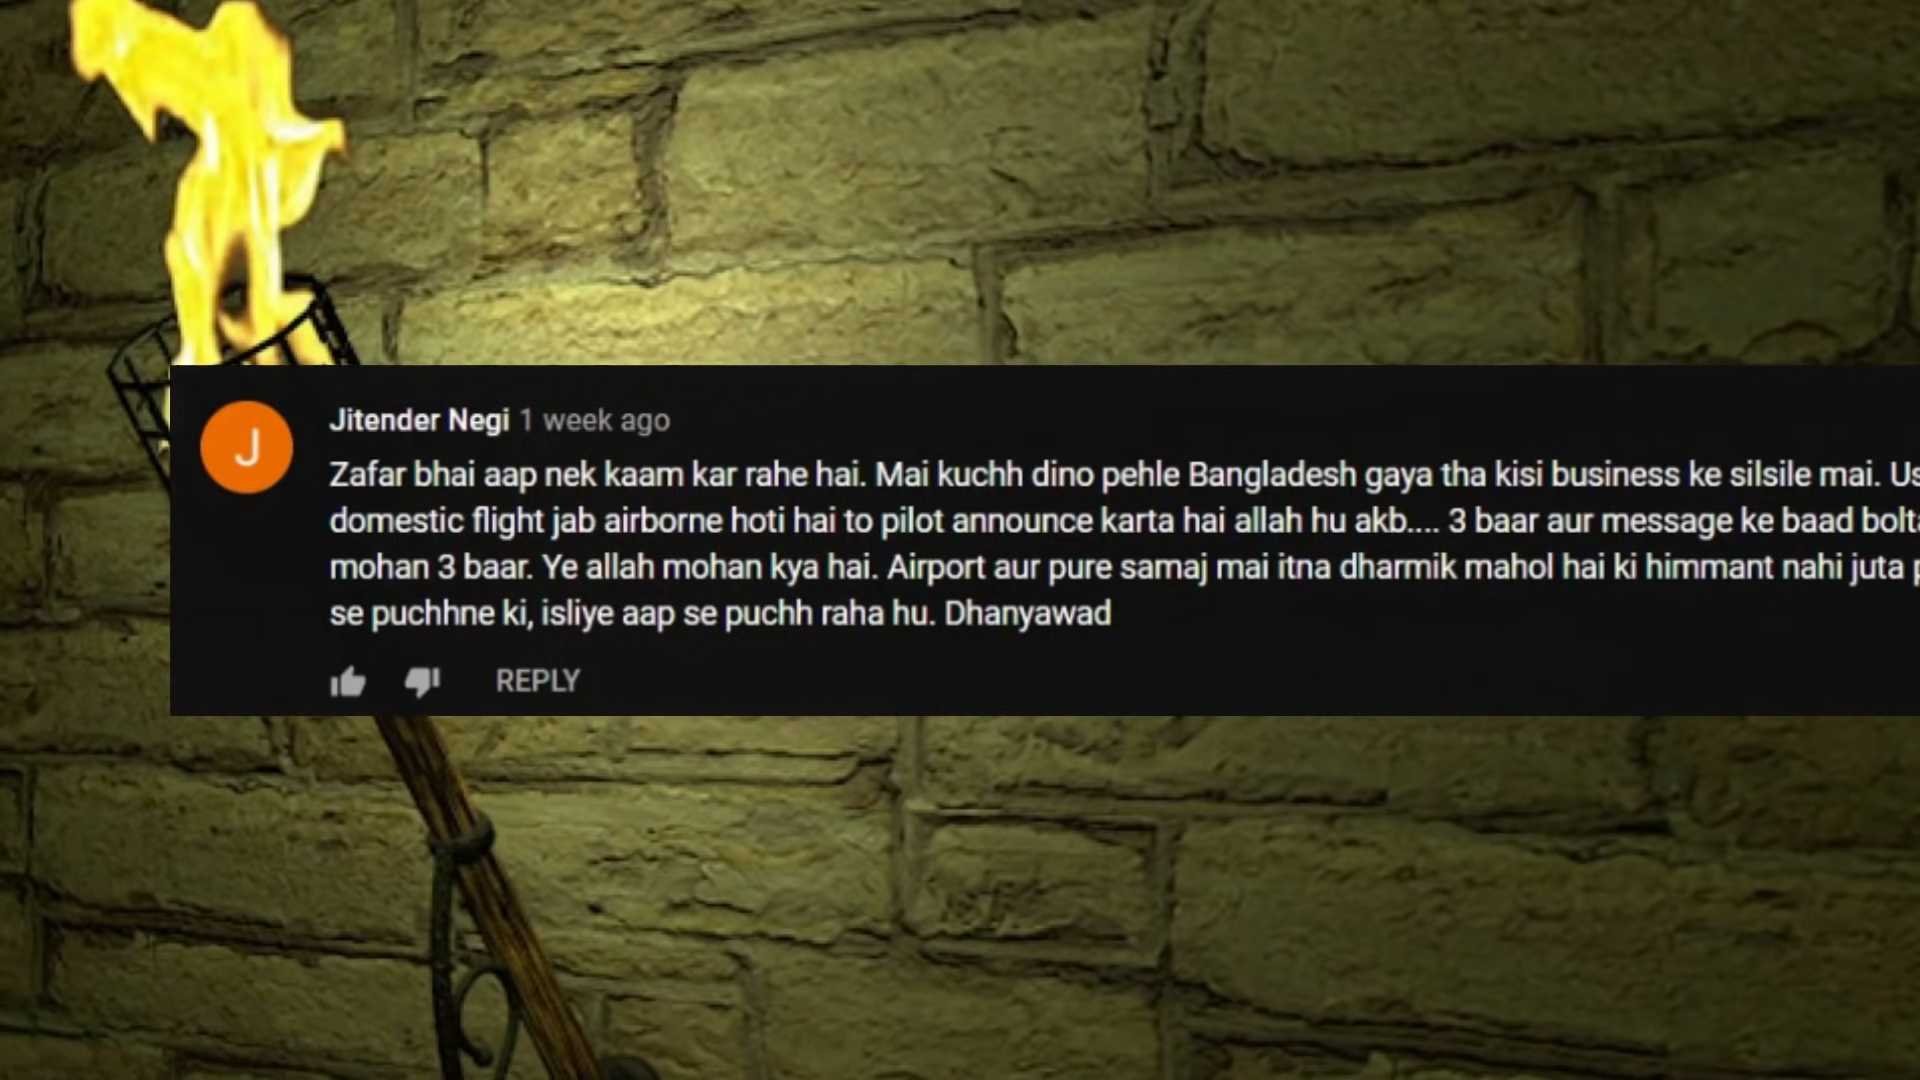 J
Jitender Negi 1 week ago
Zafar bhai aap nek kaam kar rahe hai. Mai kuchh dino pehle Bangladesh gaya tha kisi business ke silsile mai.
domestic flight jab airborne hoti hai to pilot announce karta hai allah hu akb.... 3 baar aur message ke baad
mohan 3 baar. Ye allah mohan kya hai. Airport aur pure samaj mai itna dharmik mahol hai ki himmant nahi juta
se puchhne ki, isliye aap se puchh raha hu. Dhanyawad
REPLY